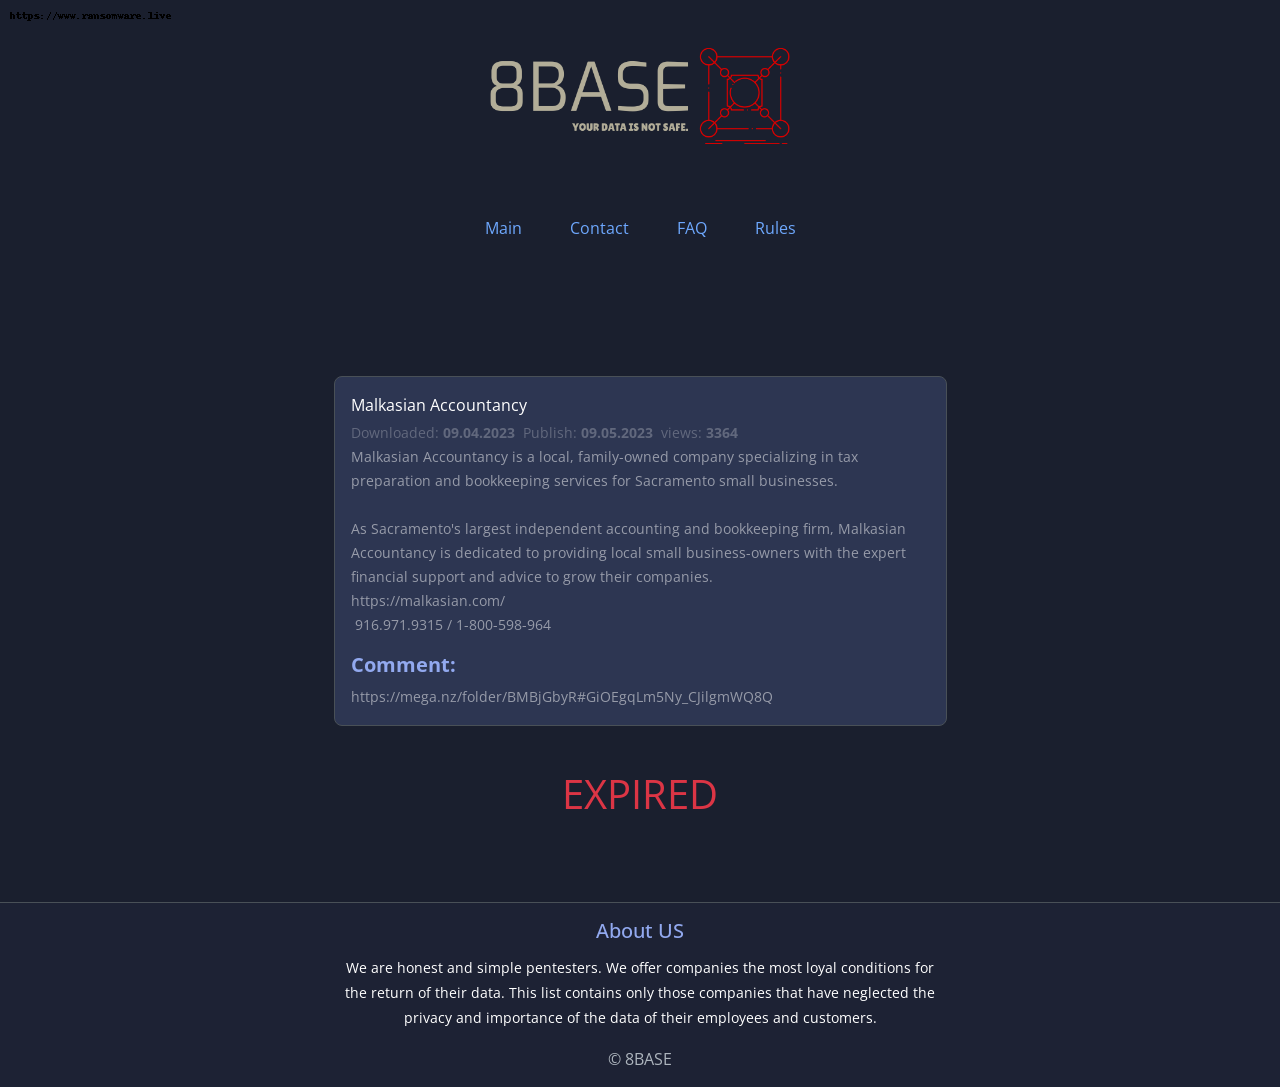 https://www.ransomware.live
8BASE
YOUR DATA IS NOT SAFE.
Main Contact FAQ Rules
Malkasian Accountancy
Downloaded: 09.04.2023 Publish: 09.05.2023 views: 3364
Malkasian Accountancy is a local, family-owned company specializing in tax
preparation and bookkeeping services for Sacramento small businesses.
As Sacramento's largest independent accounting and bookkeeping firm, Malkasian
Accountancy is dedicated to providing local small business-owners with the expert
financial support and advice to grow their companies.
https://malkasian.com/
916.971.9315 / 1-800-598-964
Comment:
https://mega.nz/folder/BMBjGbyR#GiOEgqLm5Ny_CJilgmWQ8Q
EXPIRED
About US
We are honest and simple pentesters. We offer companies the most loyal conditions for
the return of their data. This list contains only those companies that have neglected the
privacy and importance of the data of their employees and customers.
© 8BASE